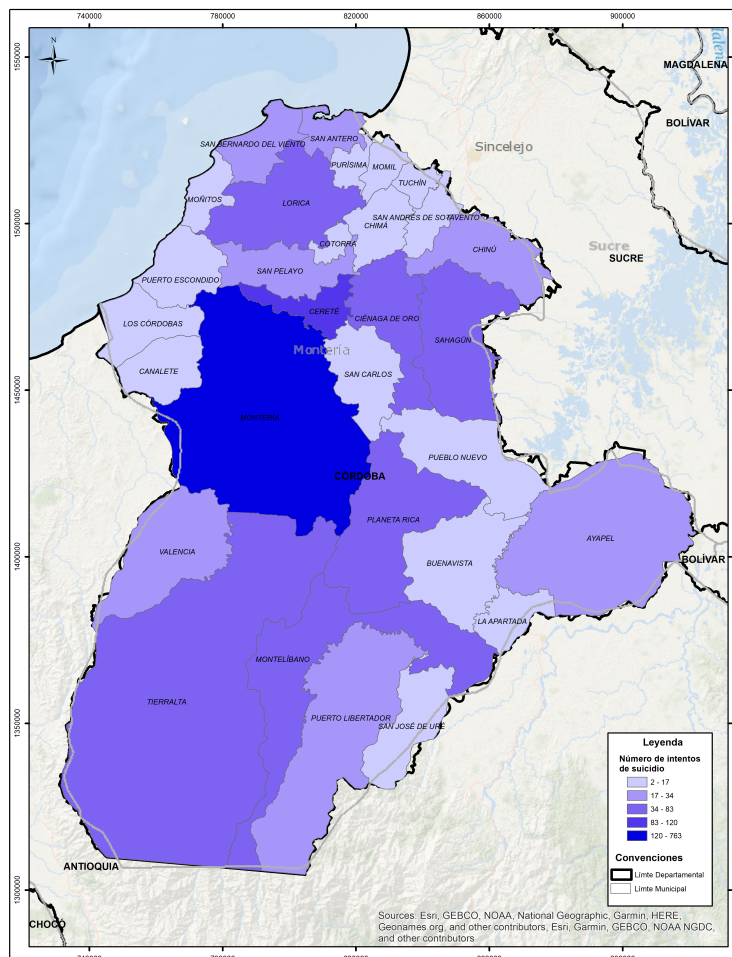 740000 780000 820000 860000 900000
1550000
1500000
1450000
1400000
1350000
1300000
N
MAGDALENA
BOLÍVAR
Sincelejo
Sucre
SUCRE
SAN ANTERO
SAN BERNARDO DEL VIENTO
PURÍSIMA
MOMIL
TUCHÍN
MOÑITOS
LORICA
SAN ANDRÉS DE SOTAVENTO
CHIMÁ
COTORRA
CHINÚ
SAN PELAYO
PUERTO ESCONDIDO
CERETÉ
CIÉNAGA DE ORO
LOS CÓRDOBAS
SAHAGÚN
Montería
CANALETE
SAN CARLOS
MONTERÍA
PUEBLO NUEVO
CÓRDOBA
PLANETA RICA
AYAPEL
VALENCIA
BOLÍVAR
BUENAVISTA
LA APARTADA
MONTELÍBANO
TIERRALTA
PUERTO LIBERTADOR
SAN JOSÉ DE URÉ
ANTIOQUIA
CHOCÓ
Leyenda
Número de intentos
de suicidio
2 - 17
17 - 34
34 - 83
83 - 120
120 - 763
Convenciones
Límte Departamental
Límte Municipal
Sources: Esri, GEBCO, NOAA, National Geographic, Garmin, HERE,
Geonames.org, and other contributors, Esri, Garmin, GEBCO, NOAA NGDC,
and other contributors